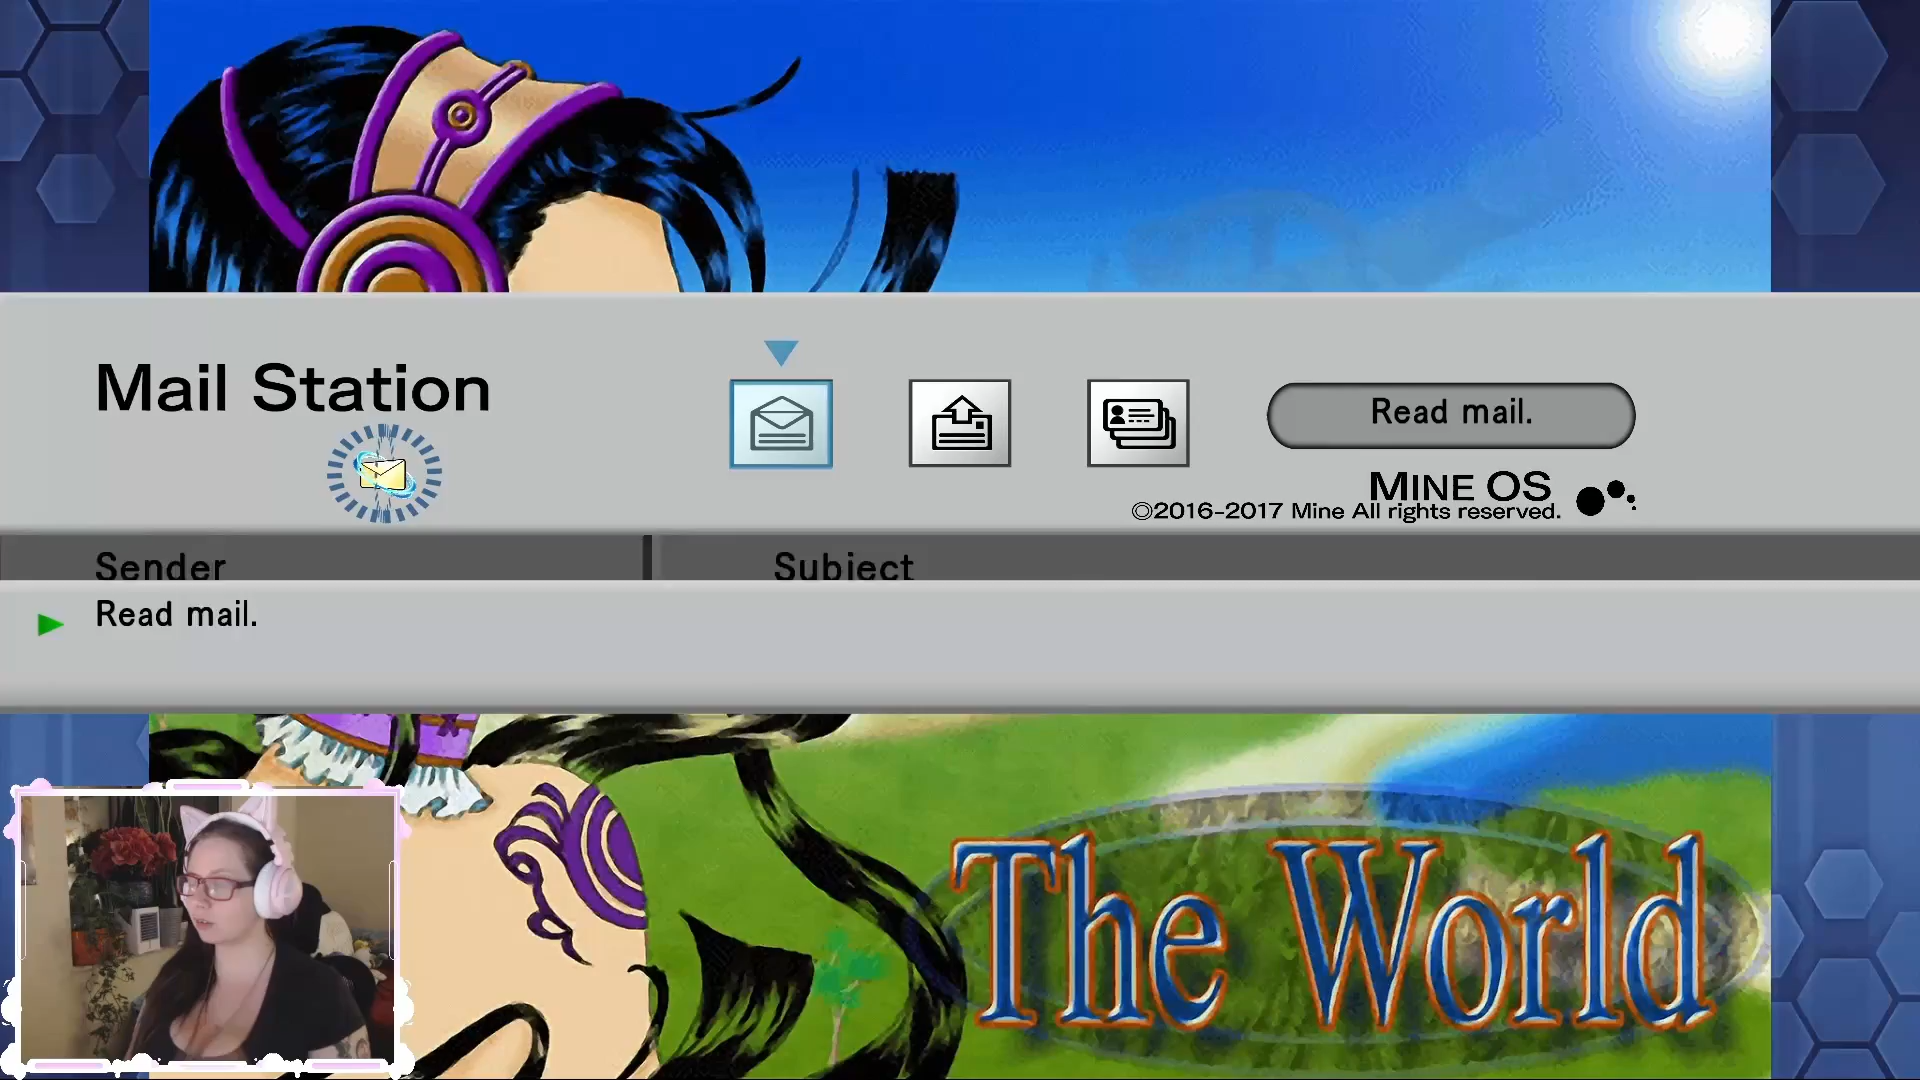 Mail Station
Read mail.
MINE OS
©2016-2017 Mine All rights reserved.
Sender
Subject
Read mail.
The World